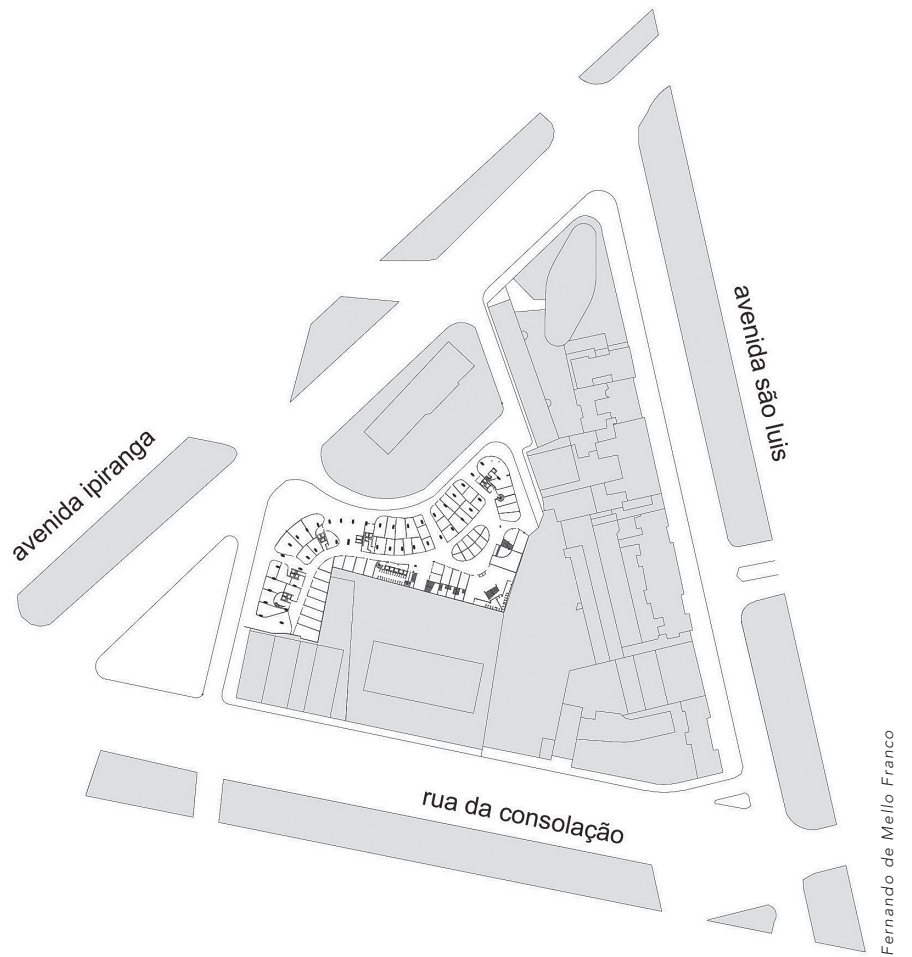 avenida são luis
avenida ipiranga
rua da consolação
Fernando de Mello Franco